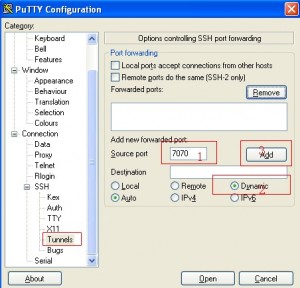 PuTTY Configuration
Category:
Keyboard
Bell
Features
Window
Appearance
Behaviour
Translation
Selection
Colours
Connection
Data
Proxy
Telnet
Rlogin
SSH
Kex
Auth
TTY
X11
Tunnels
Bugs
Serial
Options controlling SSH port forwarding
Port forwarding
Local ports accept connections from other hosts
Remote ports do the same (SSH-2 only)
Forwarded ports:
Remove
Add new forwarded port:
Source port
7070
1
Add
3
Destination
Local
Remote
Dynamic
2
Auto
IPv4
IPv6
About
Open
Cancel